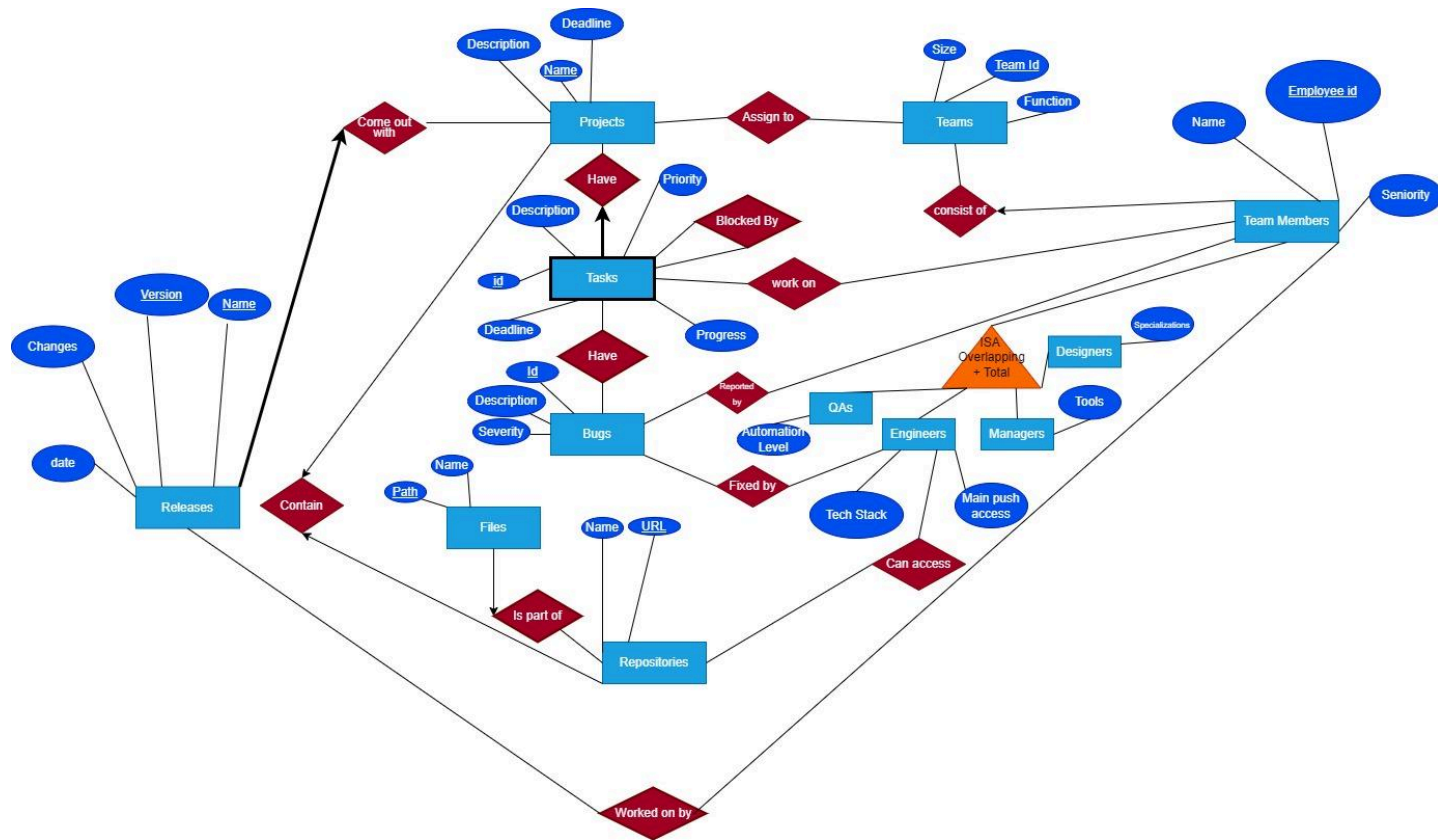 Deadline
Description
Name
Size
Team Id
Employee id
Function
Come out
with
Projects
Assign to
Teams
Name
Have
Priority
Seniority
Description
Blocked By
consist of
Team Members
id
Tasks
work on
Version
Name
Deadline
Progress
Specializations
Changes
Have
ISA
Overlapping
+ Total
Designers
Id
Reported
by
QAs
Tools
Description
Severity
Bugs
Automation
Level
Engineers
Managers
date
Name
Path
Fixed by
Releases
Contain
Files
Name
URL
Tech Stack
Main push
access
Can access
Is part of
Repositories
Worked on by